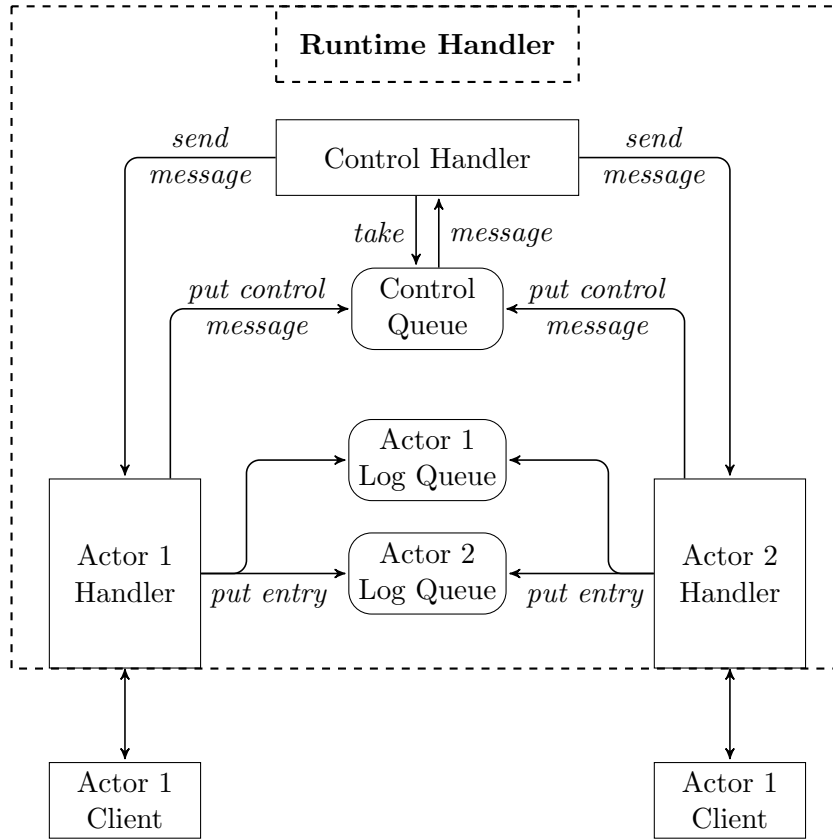 Runtime Handler
Control Handler
send
message
send
message
take
message
Control
Queue
put control
message
put control
message
Actor 1
Log Queue
Actor 2
Log Queue
put entry
put entry
Actor 1
Handler
Actor 2
Handler
Actor 1
Client
Actor 1
Client